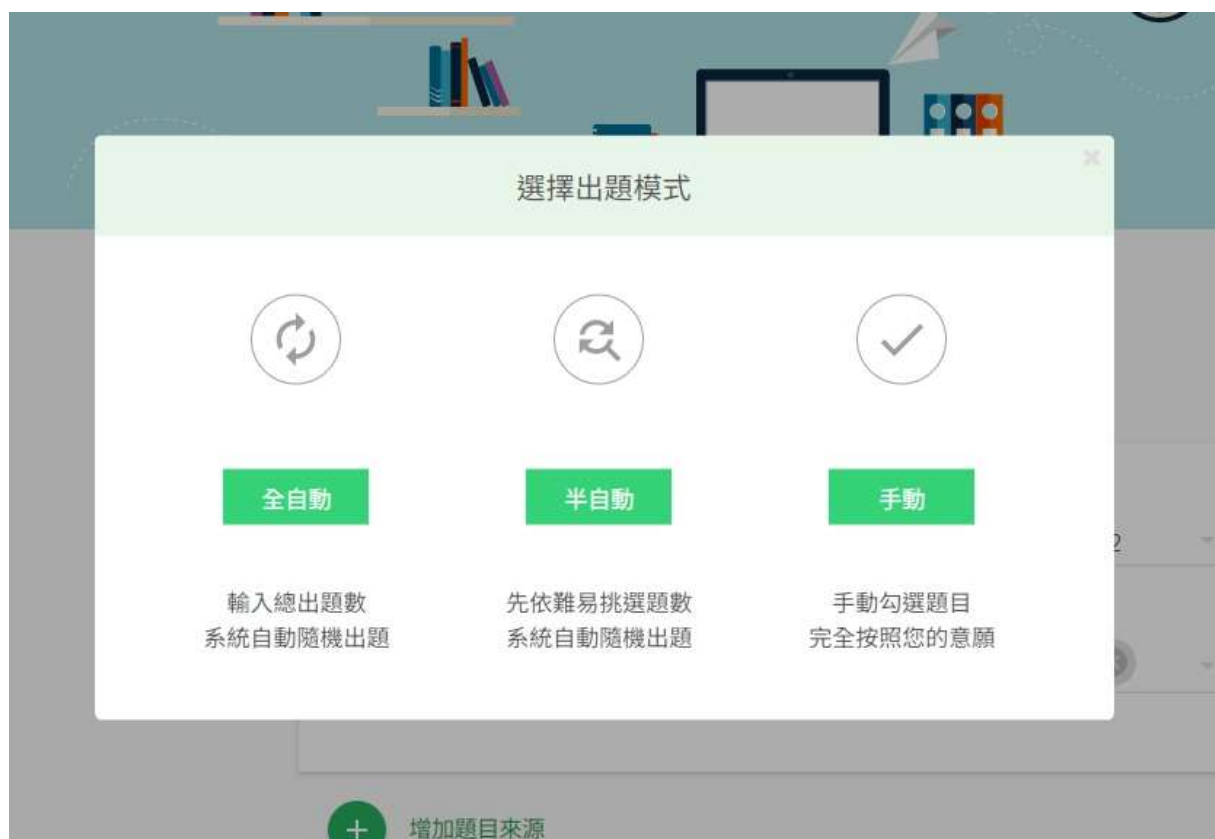 選擇出題模式
全自動
半自動
手動
輸入總出題數
系統自動隨機出題
先依難易挑選題數
系統自動隨機出題
手動勾選題目
完全按照您的意願
2
增加題目來源